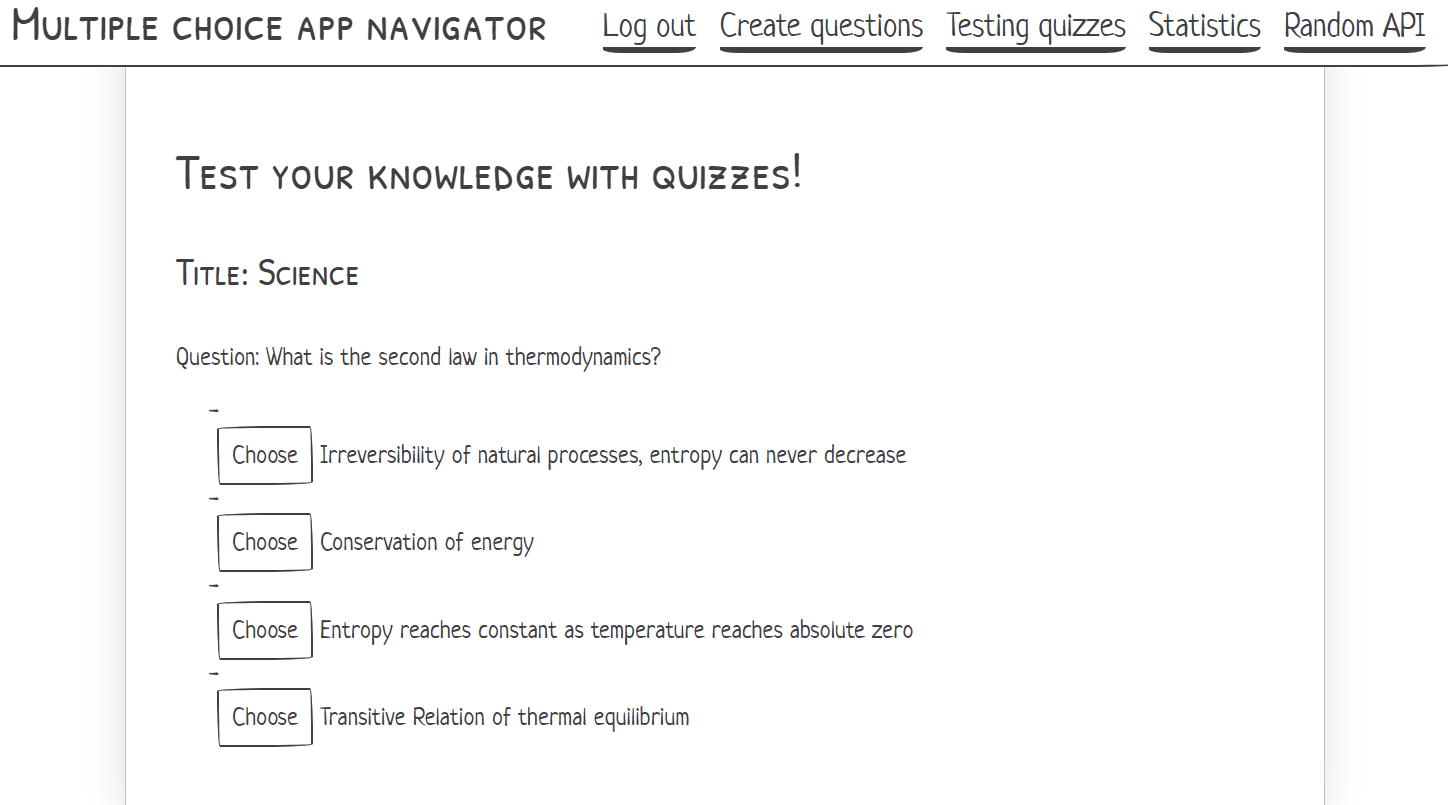 Multiple choice app navigator
Log out Create questions Testing quizzes Statistics Random API
Test your knowledge with quizzes!
Title: Science
Question: What is the second law in thermodynamics?
-
Choose Irreversibility of natural processes, entropy can never decrease
-
Choose Conservation of energy
-
Choose Entropy reaches constant as temperature reaches absolute zero
-
Choose Transitive Relation of thermal equilibrium